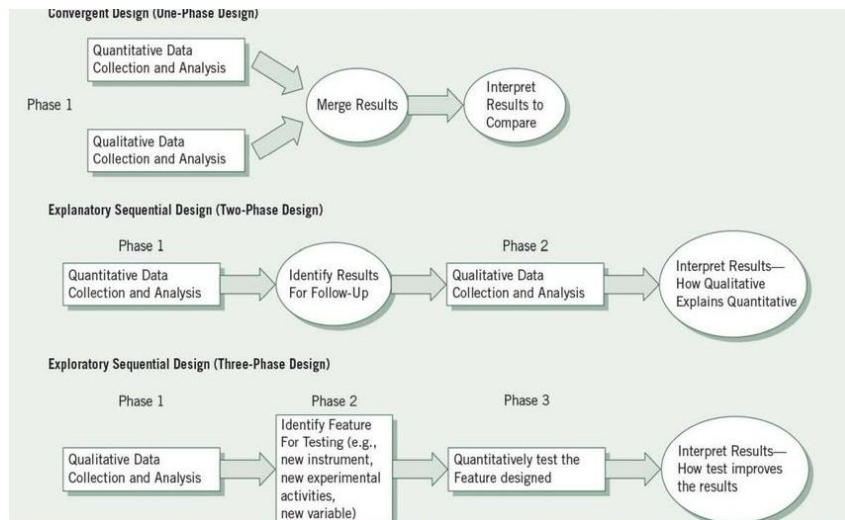 Convergent Design (One-Phase Design)
Quantitative Data
Collection and Analysis
Phase 1
Qualitative Data
Collection and Analysis
Merge Results
Interpret
Results to
Compare
Explanatory Sequential Design (Two-Phase Design)
Phase 1
Quantitative Data
Collection and Analysis
Identify Results
For Follow-Up
Phase 2
Qualitative Data
Collection and Analysis
Interpret Results—
How Qualitative
Explains Quantitative
Exploratory Sequential Design (Three-Phase Design)
Phase 1
Qualitative Data
Collection and Analysis
Phase 2
Identify Feature
For Testing (e.g.,
new instrument,
new experimental
activities,
new variable)
Phase 3
Quantitatively test the
Feature designed
Interpret Results—
How test improves
the results